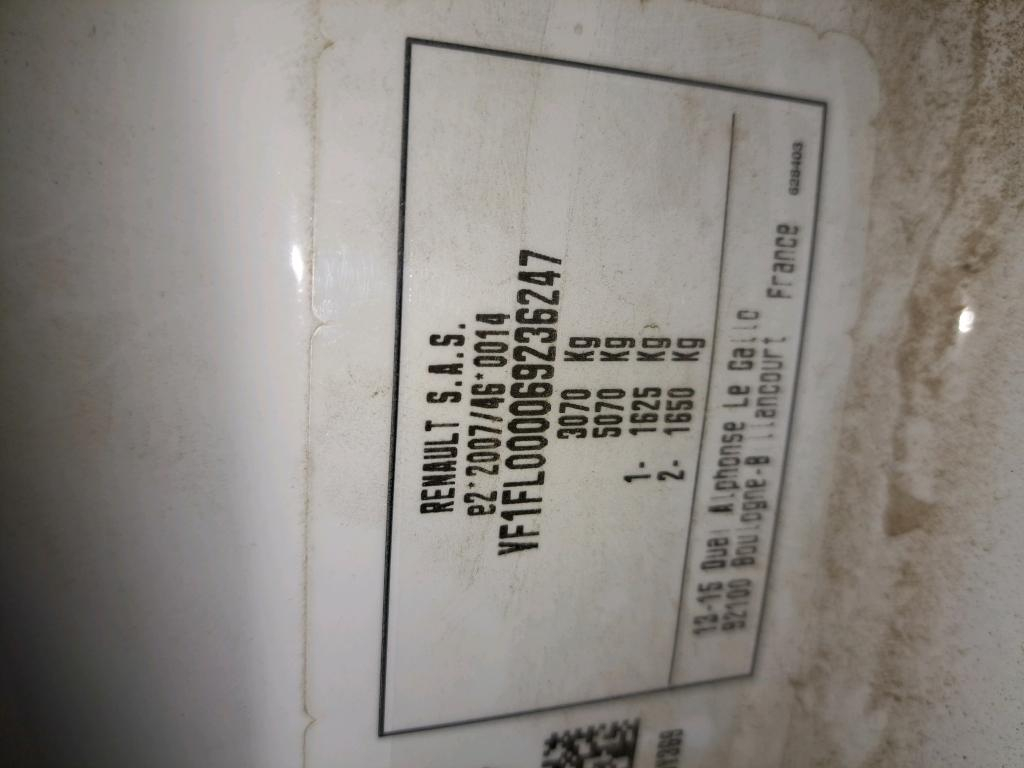 RENAULT S.A.S.
e2*2007/46*0014
VF1FL000069236247
3070 Kg
5070 Kg
1- 1625 Kg
2- 1650 Kg
13-15 Quai Alphonse Le Gallo
92100 Boulogne-Billancourt France
628403